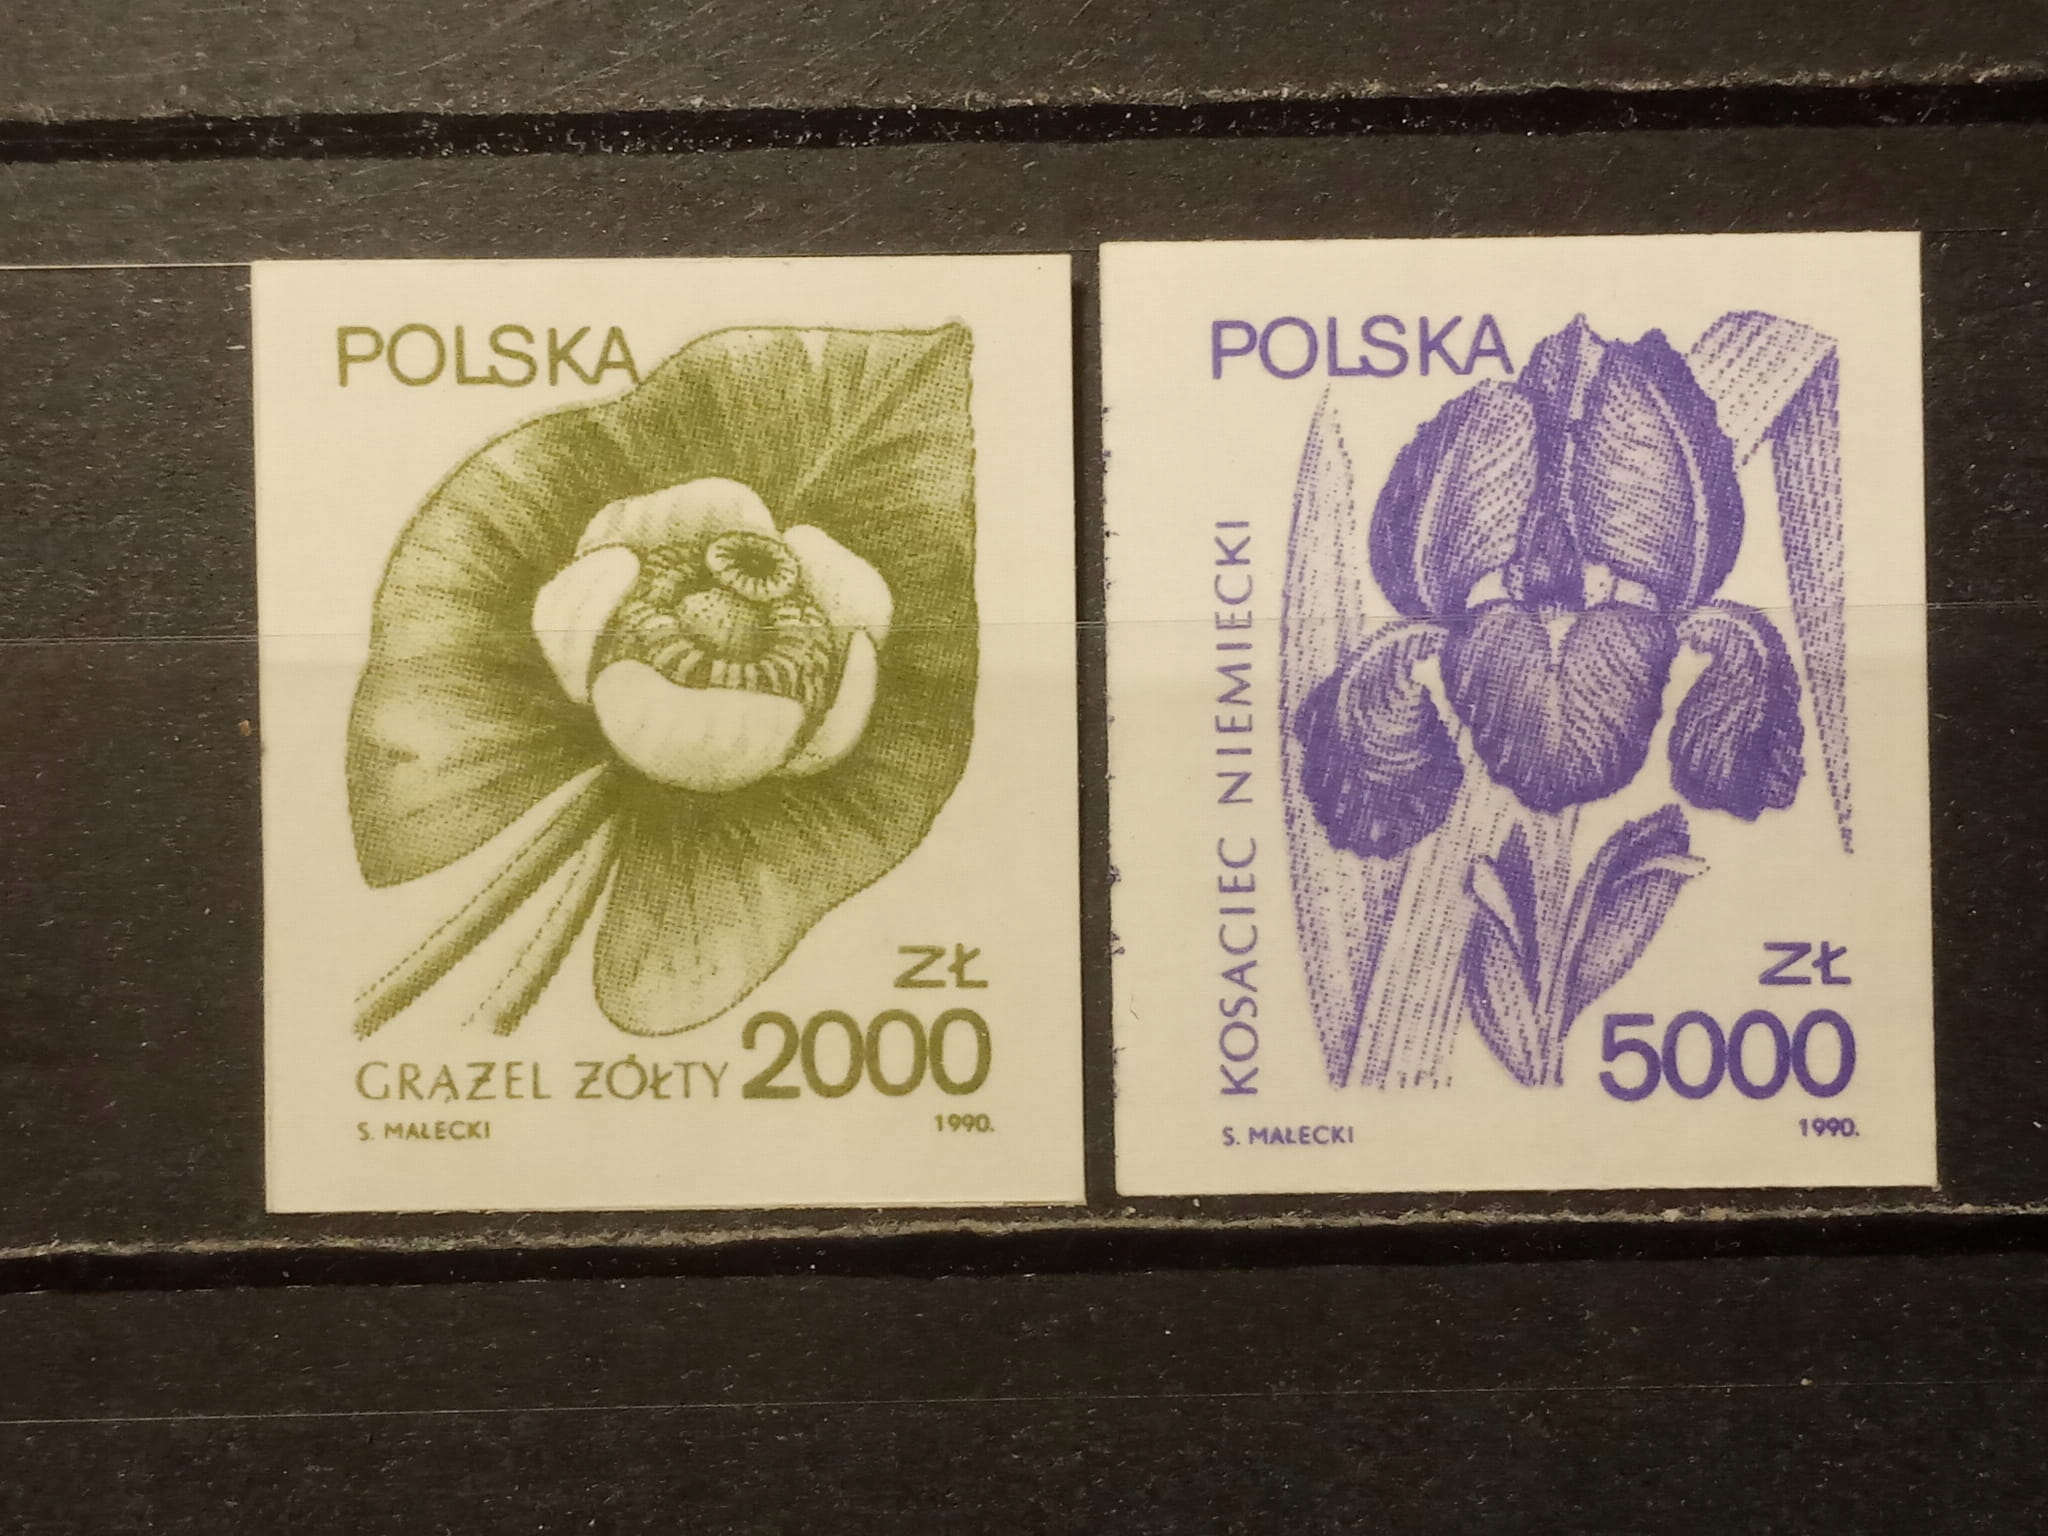 POLSKA
ZŁ
GRĄŻEL ŻÓŁTY 2000
S. MAŁECKI 1990.
POLSKA
KOSACIEC NIEMIECKI
ZŁ
5000
S. MAŁECKI 1990.